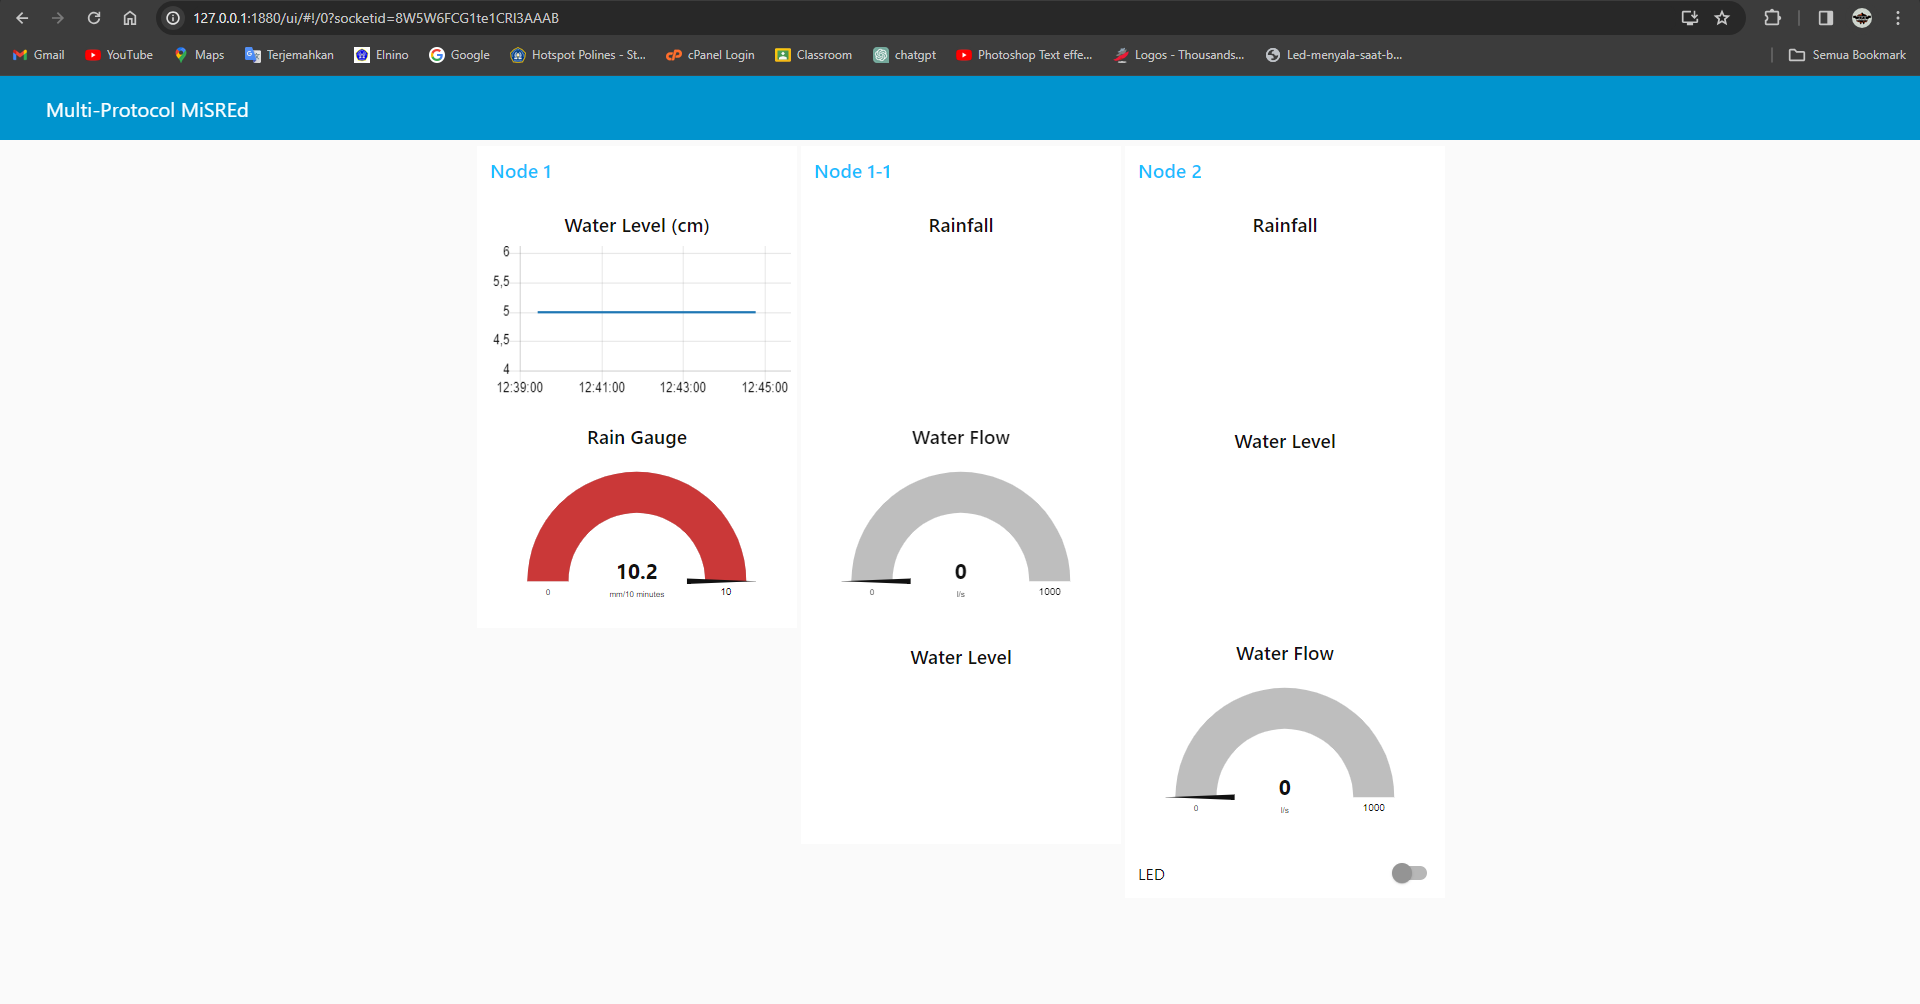 127.0.0.1:1880/ui/#!/0?socketid=8W5W6FCG1te1CRI3AAAB
Gmail YouTube Maps Terjemahkan Elnino Google Hotspot Polines - St... cPanel Login Classroom chatgpt Photoshop Text effe... Logos - Thousands... Led-menyala-saat-b... Semua Bookmark
Multi-Protocol MiSREd
Node 1
Water Level (cm)
6
5,5
5
4,5
4
12:39:00 12:41:00 12:43:00 12:45:00
Rain Gauge
10.2
mm/10 minutes
0 10
Node 1-1
Rainfall
Water Flow
0
l/s
0 1000
Water Level
Node 2
Rainfall
Water Level
Water Flow
0
l/s
0 1000
LED